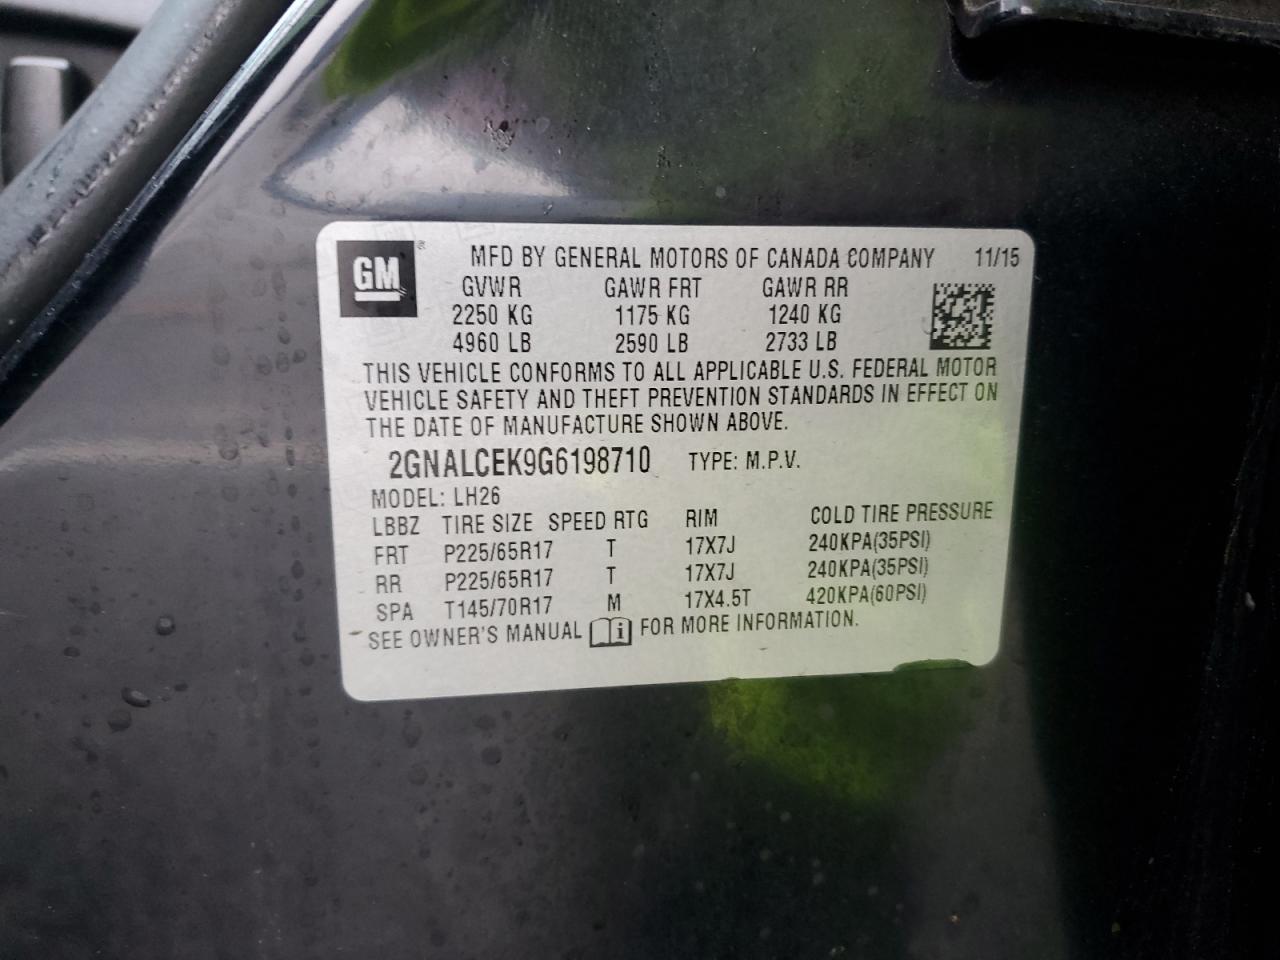 GM ® MFD BY GENERAL MOTORS OF CANADA COMPANY 11/15
GVWR GAWR FRT GAWR RR
2250 KG 1175 KG 1240 KG
4960 LB 2590 LB 2733 LB
THIS VEHICLE CONFORMS TO ALL APPLICABLE U.S. FEDERAL MOTOR
VEHICLE SAFETY AND THEFT PREVENTION STANDARDS IN EFFECT ON
THE DATE OF MANUFACTURE SHOWN ABOVE.
2GNALCEK9G6198710 TYPE: M.P.V.
MODEL: LH26
LBBZ TIRE SIZE SPEED RTG RIM COLD TIRE PRESSURE
FRT P225/65R17 T 17X7J 240KPA(35PSI)
RR P225/65R17 T 17X7J 240KPA(35PSI)
SPA T145/70R17 M 17X4.5T 420KPA(60PSI)
SEE OWNER'S MANUAL i FOR MORE INFORMATION.